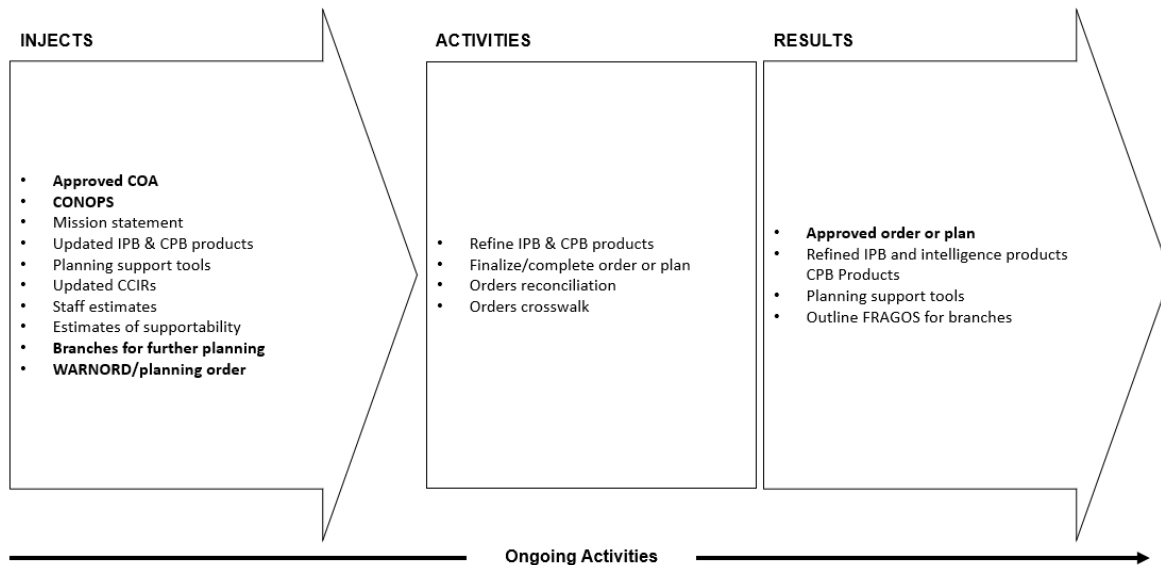 INJECTS
• Approved COA
• CONOPS
• Mission statement
• Updated IPB & CPB products
• Planning support tools
• Updated CCIRs
• Staff estimates
• Estimates of supportability
• Branches for further planning
• WARNORD/planning order
ACTIVITIES
• Refine IPB & CPB products
• Finalize/complete order or plan
• Orders reconciliation
• Orders crosswalk
RESULTS
• Approved order or plan
• Refined IPB and intelligence products
CPB Products
• Planning support tools
• Outline FRAGOS for branches
Ongoing Activities